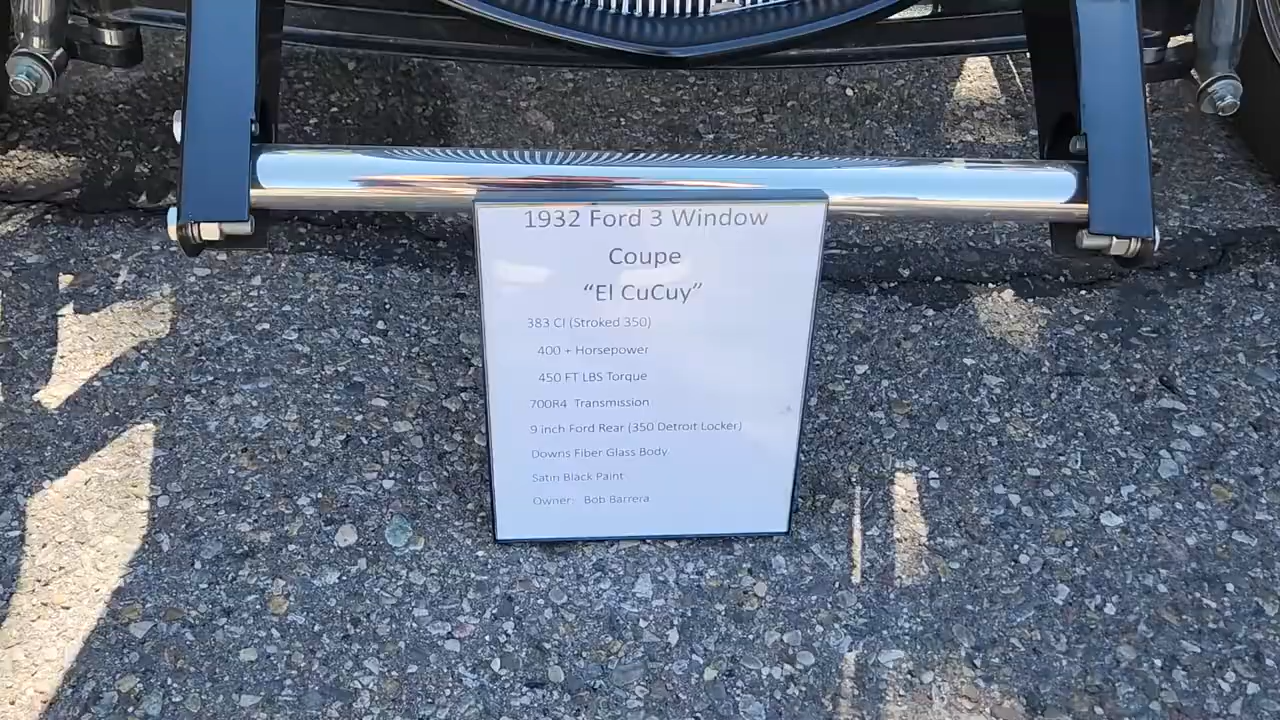 1932 Ford 3 Window
Coupe
“El CuCuy”
383 CI (Stroked 350)
400 + Horsepower
450 FT LBS Torque
700R4 Transmission
9 inch Ford Rear (350 Detroit Locker)
Downs Fiber Glass Body
Satin Black Paint
Owner: Bob Barrera